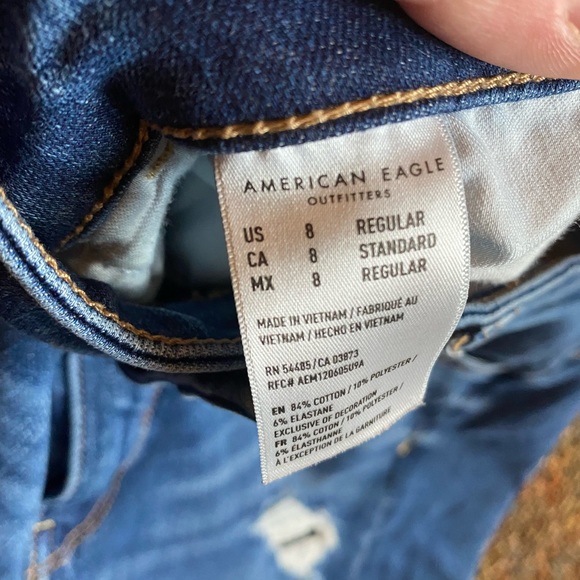 AMERICAN EAGLE
OUTFITTERS
US 8 REGULAR
CA 8 STANDARD
MX 8 REGULAR
MADE IN VIETNAM / FABRIQUÉ AU
VIETNAM / HECHO EN VIETNAM
RN 54485/CA 03873
RFC# AEM120605U9A
EN 84% COTTON / 10% POLYESTER /
6% ELASTANE
EXCLUSIVE OF DECORATION
FR 84% COTON / 10% POLYESTER /
6% ÉLASTHANNE
À L'EXCEPTION DE LA GARNITURE